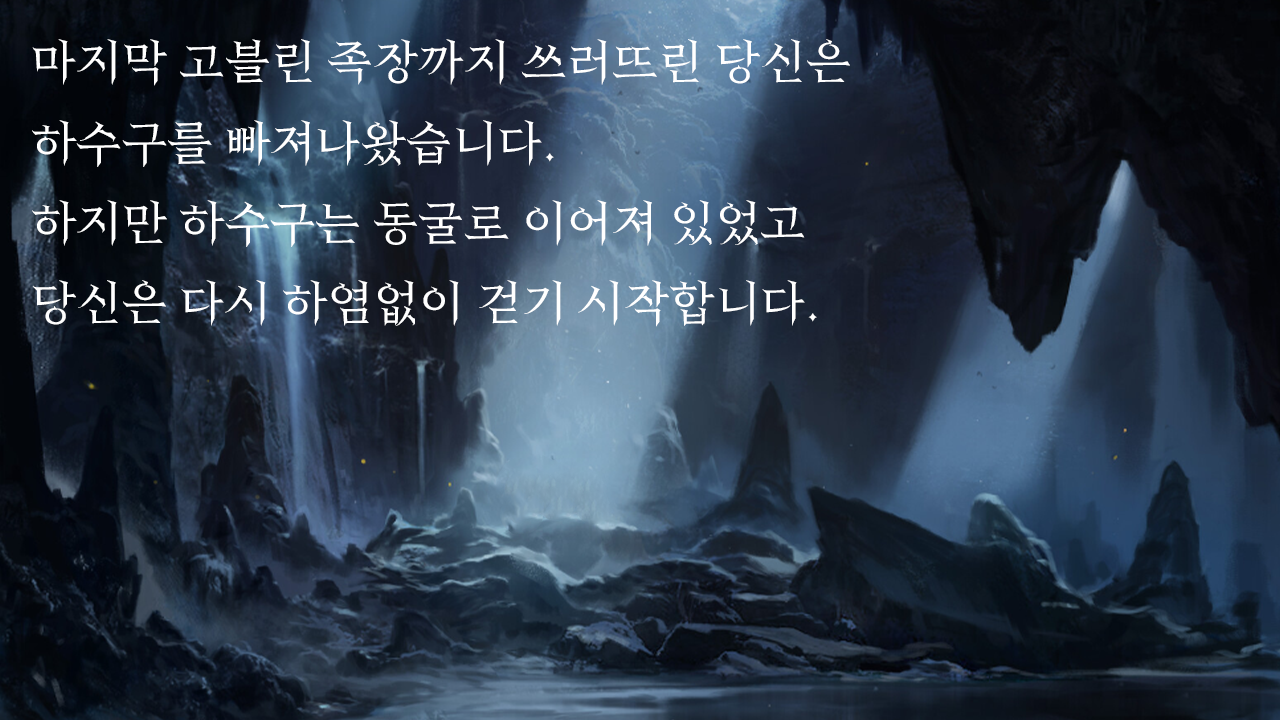 마지막 고블린 족장까지 쓰러뜨린 당신은
하수구를 빠져나왔습니다.
하지만 하수구는 동굴로 이어져 있었고
당신은 다시 하염없이 걷기 시작합니다.